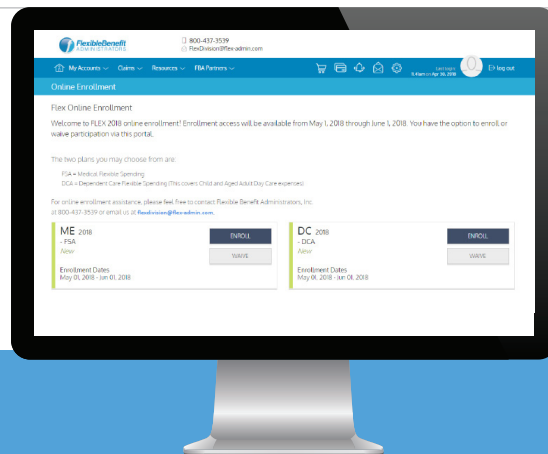 FlexibleBenefit
ADMINISTRATORS
800-437-3539
FlexDivision@flex-admin.com
My Accounts Claims Resources FBA Partners
Last login
log out
Online Enrollment
Flex Online Enrollment
Welcome to FLEX 2018 online enrollment! Enrollment access will be available from May 1, 2018 through June 1, 2018. You have the option to enroll or
waive participation via this portal.
The two plans you may choose from are:
FSA = Medical Flexible Spending
DCA = Dependent Care Flexible Spending (This covers Child and Aged Adult Day Care
expenses)
For online enrollment assistance, please feel free to contact Flexible Benefit Administrators, Inc.
at 800-437-3539 or email us at flexdivision@flex-admin.com.
ME 2018
- FSA
New
ENROLL
WAIVE
Enrollment Dates
May 01, 2018 - Jun 01, 2018
DC 2018
- DCA
New
ENROLL
WAIVE
Enrollment Dates
May 01, 2018 - Jun 01, 2018